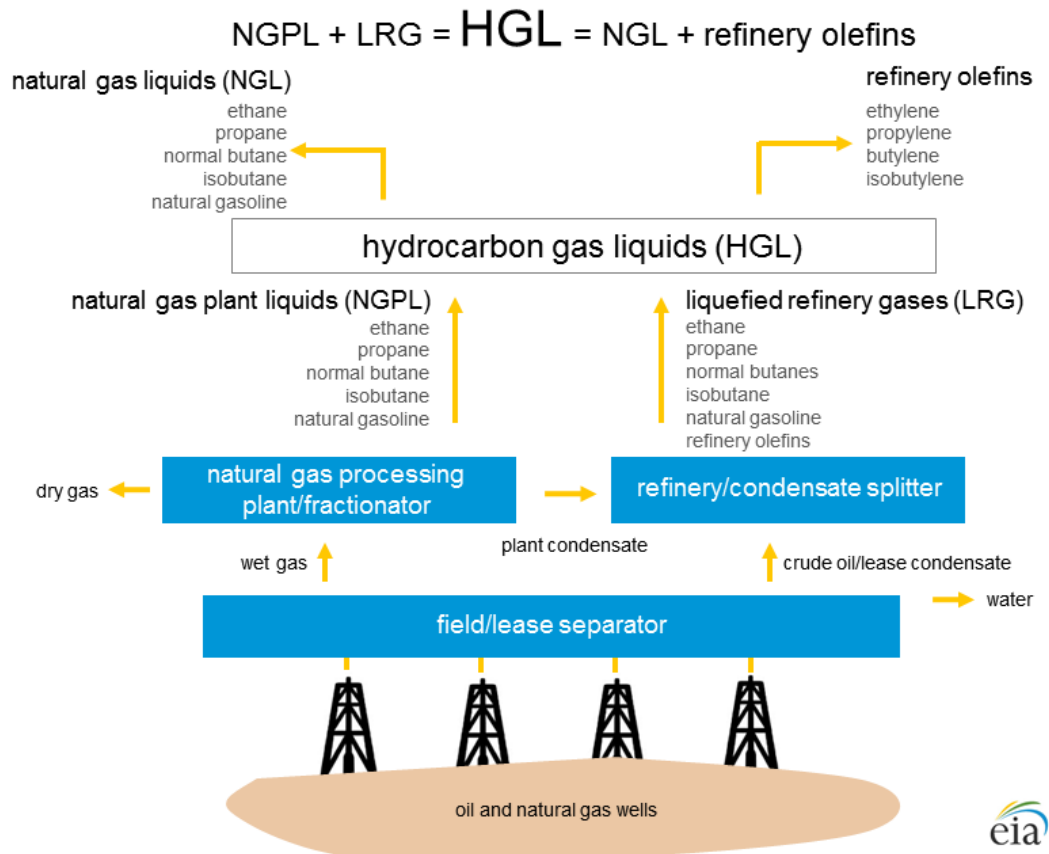 NGPL + LRG = HGL = NGL + refinery olefins
natural gas liquids (NGL)
ethane
propane
normal butane
isobutane
natural gasoline
refinery olefins
ethylene
propylene
butylene
isobutylene
hydrocarbon gas liquids (HGL)
natural gas plant liquids (NGPL)
ethane
propane
normal butane
isobutane
natural gasoline
liquefied refinery gases (LRG)
ethane
propane
normal butanes
isobutane
natural gasoline
refinery olefins
dry gas
natural gas processing
plant/fractionator
refinery/condensate splitter
wet gas
plant condensate
crude oil/lease condensate
water
field/lease separator
oil and natural gas wells
eia